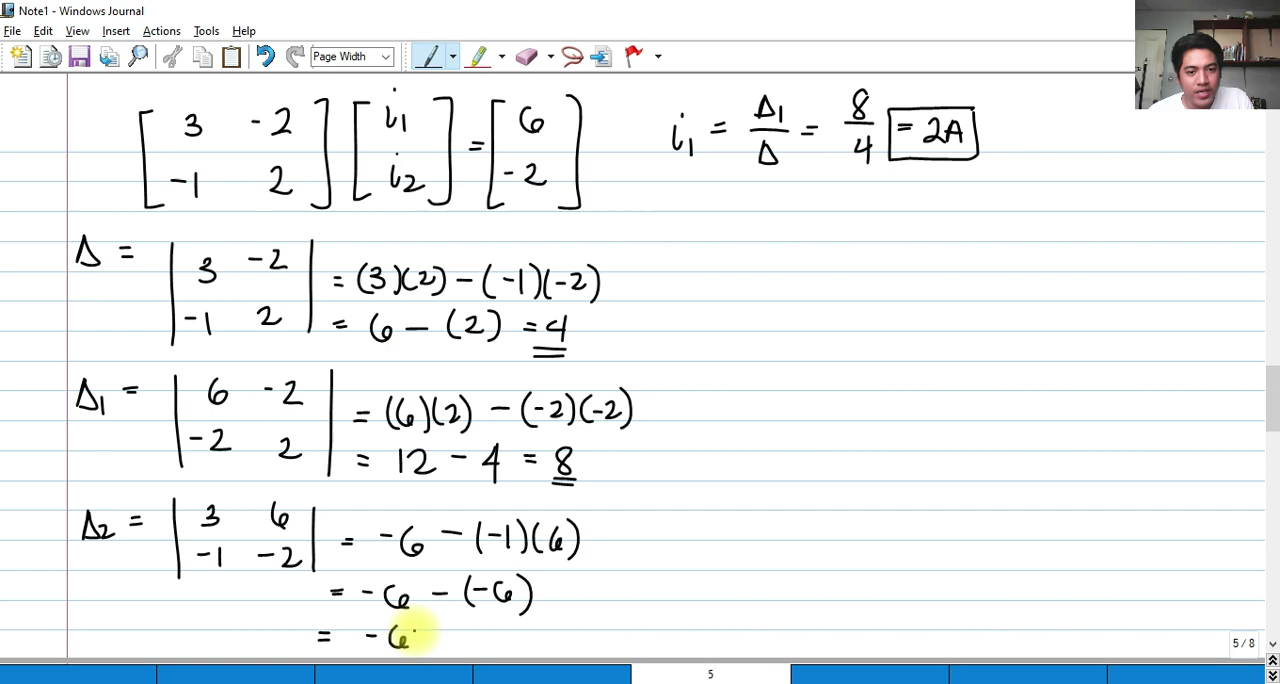 Note1 - Windows Journal
File Edit View Insert Actions Tools Help
Page Width
[3 -2] [i1] = [6]
[-1 2] [i2] [-2]
i1 = Δ1/Δ = 8/4 = 2A
Δ = |3 -2| = (3)(2) - (-1)(-2)
|-1 2| = 6 - (2) = 4
Δ1 = |6 -2| = (6)(2) - (-2)(-2)
|-2 2| = 12 - 4 = 8
Δ2 = |3 6| = -6 - (-1)(6)
|-1 -2|
= -6 - (-6)
= -6
5 / 8
5